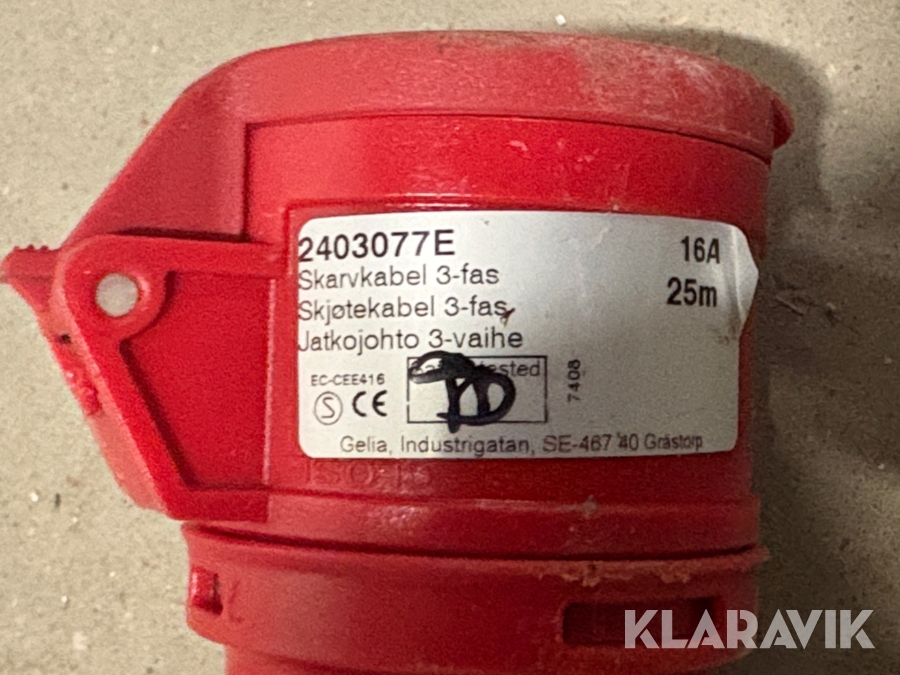 2403077E 16A
Skarvkabel 3-fas 25m
Skjøtekabel 3-fas
Jatkojohto 3-vaihe
EC-CEE416
S CE
tested
7408
Gelia, Industrigatan, SE-467 40 Gråstorp
KLARAVIK